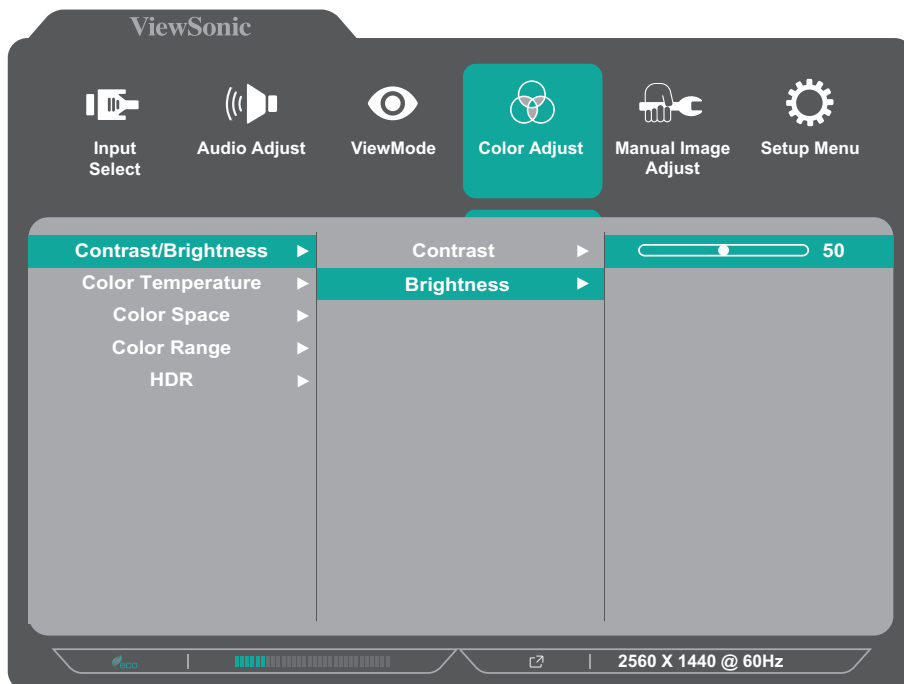 ViewSonic
Input
Select
Audio Adjust
ViewMode
Color Adjust
Manual Image
Adjust
Setup Menu
Contrast/Brightness
Contrast
50
Color Temperature
Brightness
Color Space
Color Range
HDR
eco
2560 X 1440 @ 60Hz